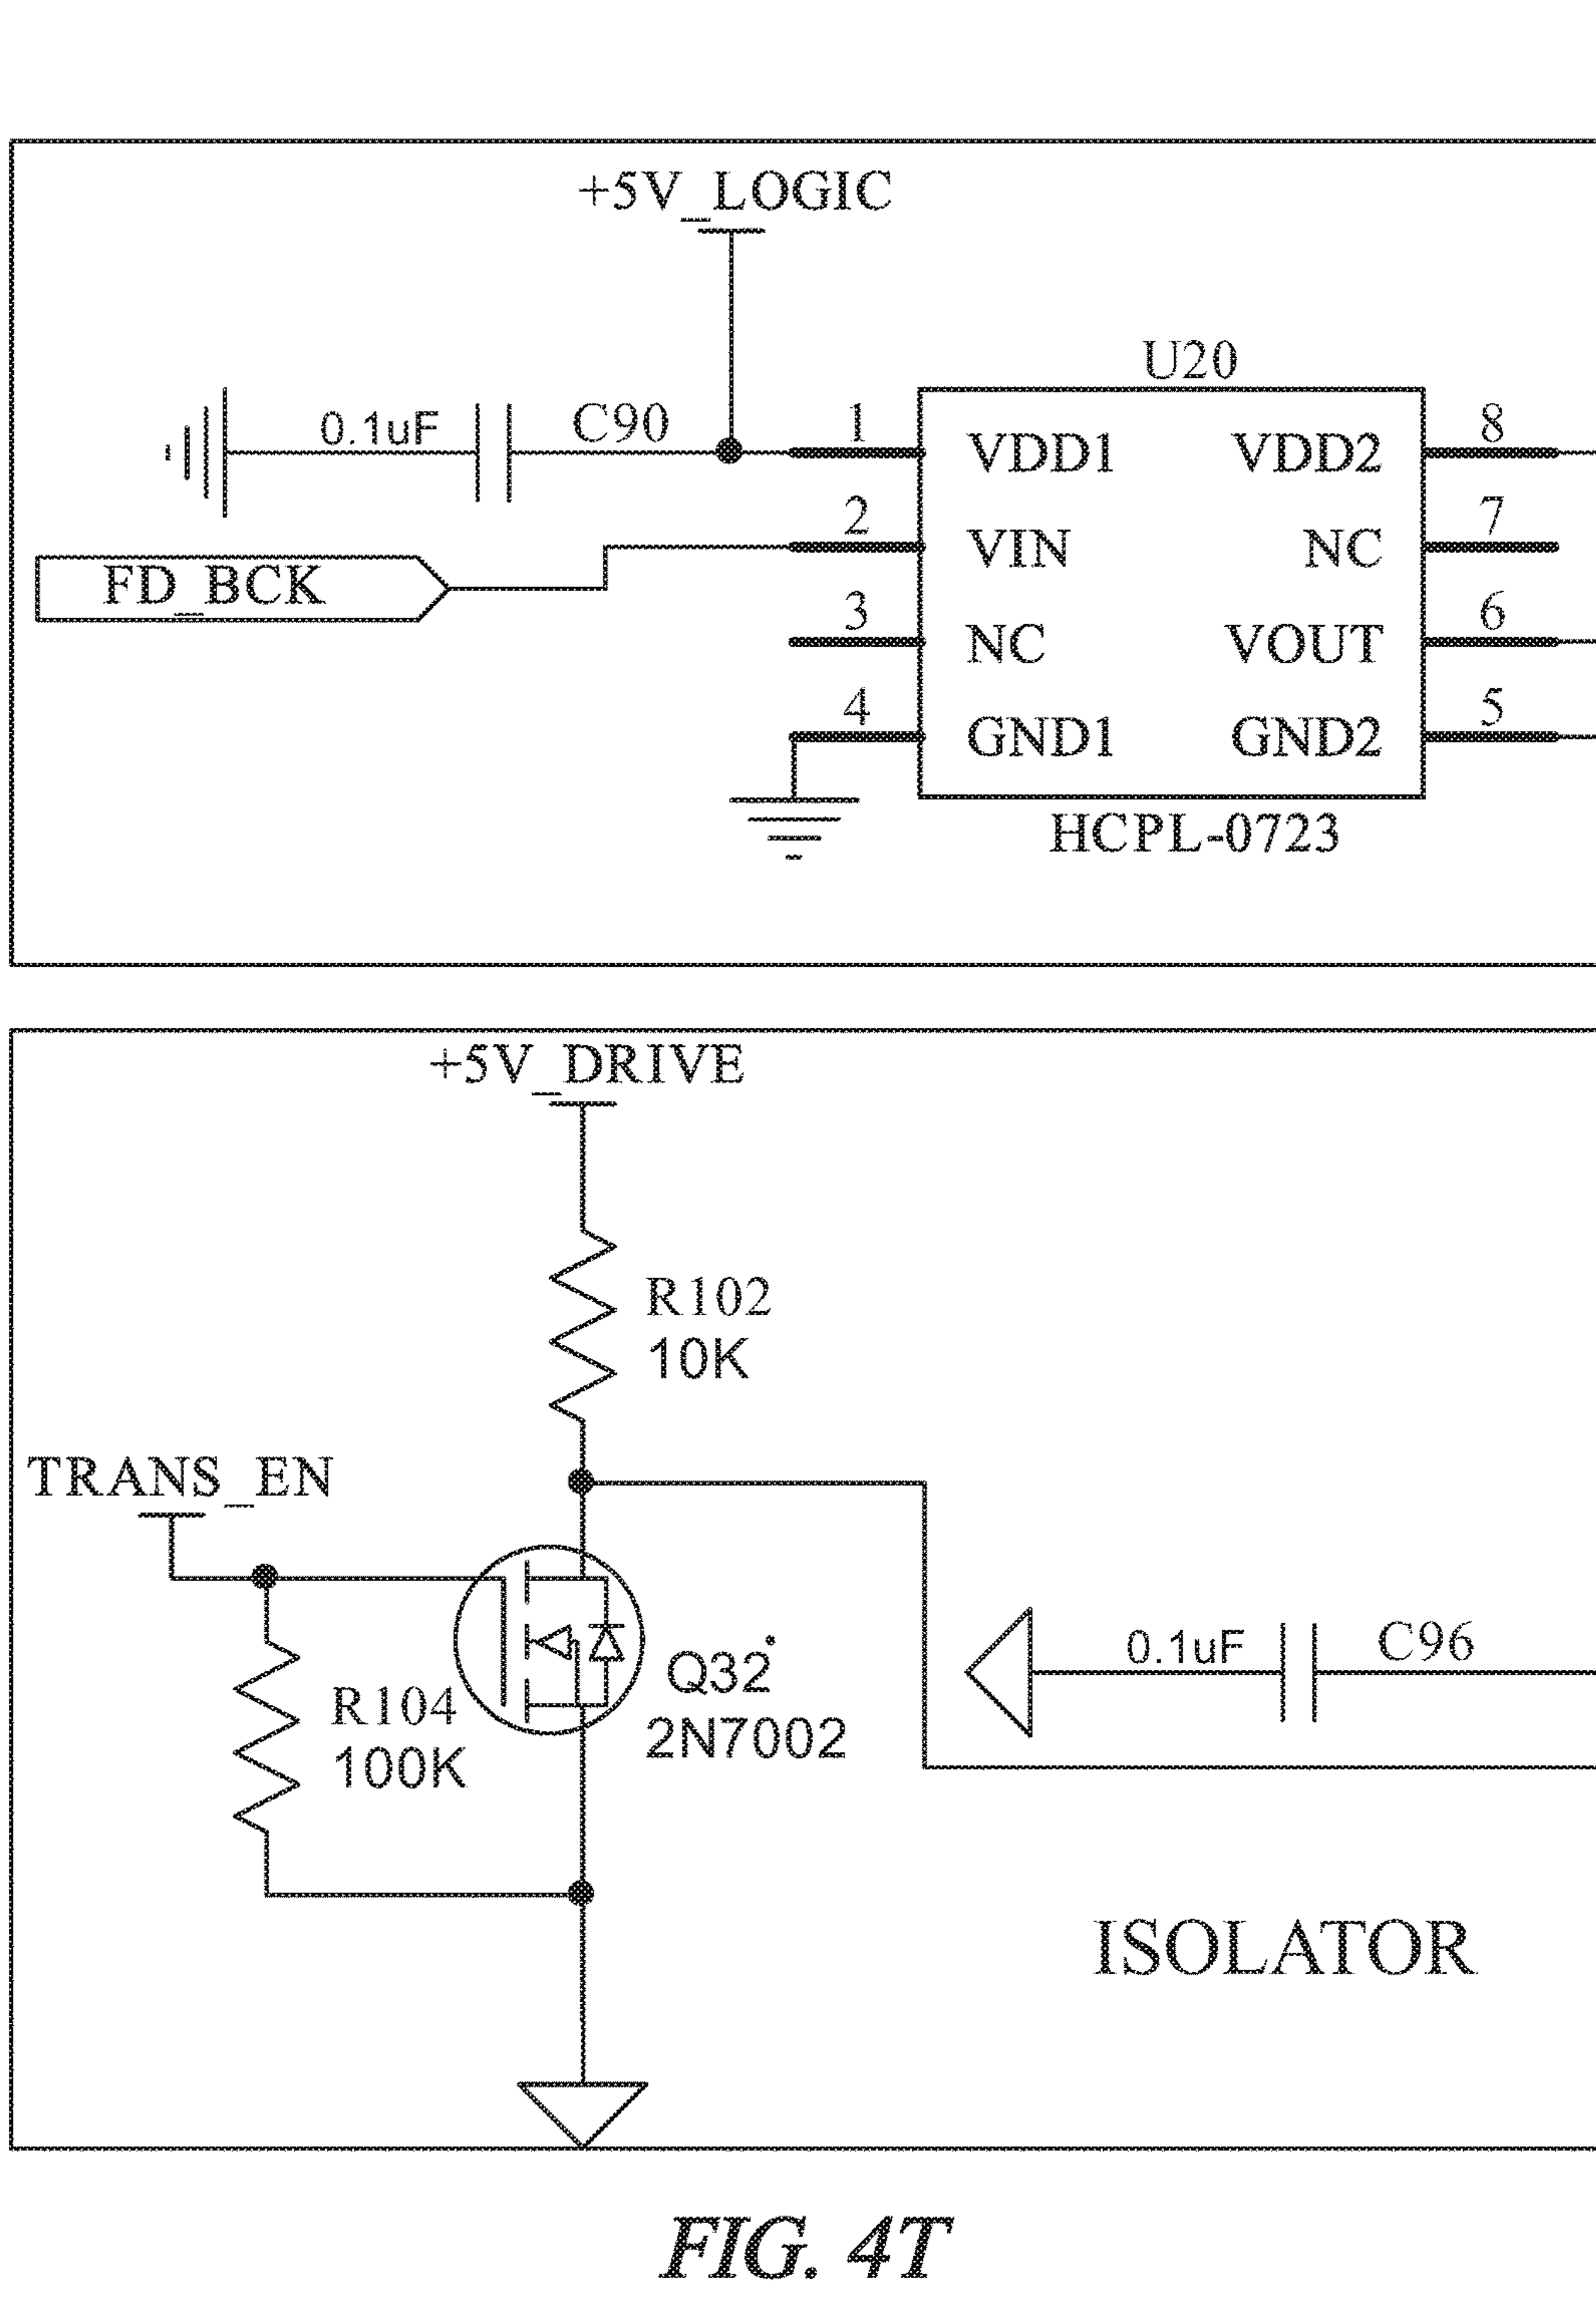 +5V_LOGIC
U20
0.1uF C90 1 VDD1 VDD2 8
2 VIN NC 7
FD_BCK
3 NC VOUT 6
4 GND1 GND2 5
HCPL-0723
+5V_DRIVE
R102
10K
TRANS_EN
0.1uF C96
Q32
R104
2N7002
100K
ISOLATOR
FIG. 4T